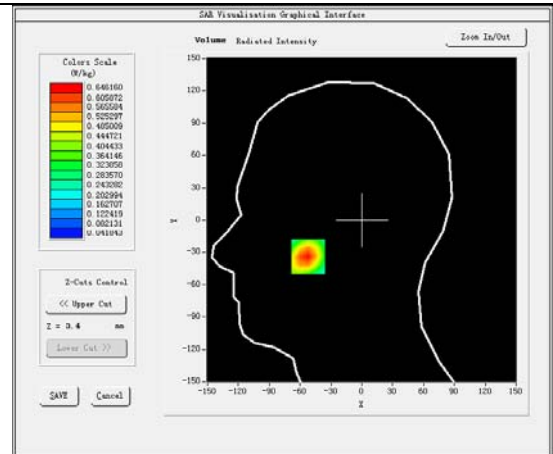 SAR Visualisation Graphical Interface
Volume Radiated Intensity
Zoom In/Out
Colors Scale
(W/kg)
0.646160
0.605872
0.565584
0.525297
0.485009
0.444721
0.404433
0.364146
0.323858
0.283570
0.243282
0.202994
0.162707
0.122419
0.082131
0.041843
Z-Cuts Control
<< Upper Cut
Z = 3.4 mm
Lower Cut >>
SAVE Cancel
150
120
90
60
30
Y 0
-30
-60
-90
-120
-150
-150 -120 -90 -60 -30 0 30 60 90 120 150
X